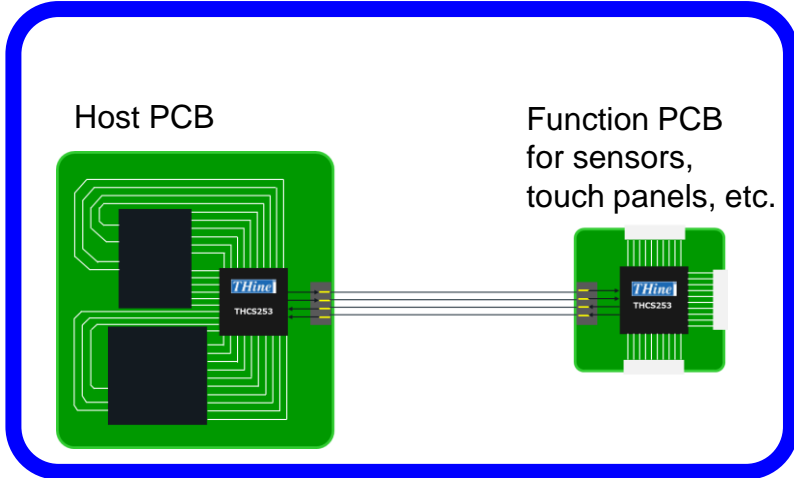 Host PCB
Function PCB
for sensors,
touch panels, etc.
THine
THCS253
THine
THCS253